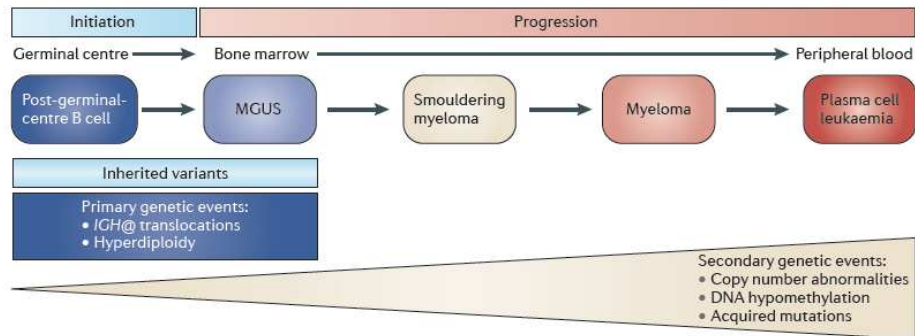 Initiation
Progression
Germinal centre
Bone marrow
Peripheral blood
Post-germinal-
centre B cell
MGUS
Smouldering
myeloma
Myeloma
Plasma cell
leukaemia
Inherited variants
Primary genetic events:
• IGH@ translocations
• Hyperdiploidy
Secondary genetic events:
• Copy number abnormalities
• DNA hypomethylation
• Acquired mutations